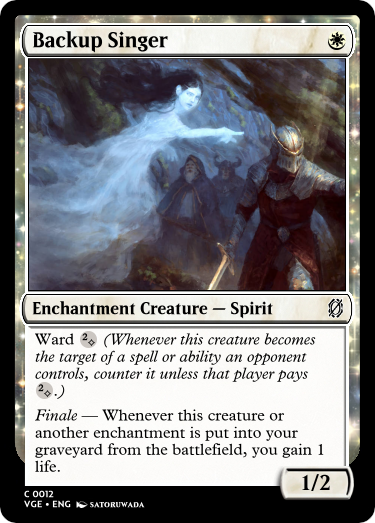 Backup Singer
Enchantment Creature — Spirit
Ward 2 (Whenever this creature becomes
the target of a spell or ability an opponent
controls, counter it unless that player pays
2.)
Finale — Whenever this creature or
another enchantment is put into your
graveyard from the battlefield, you gain 1
life.
1/2
C 0012
VGE • ENG SATORUWADA